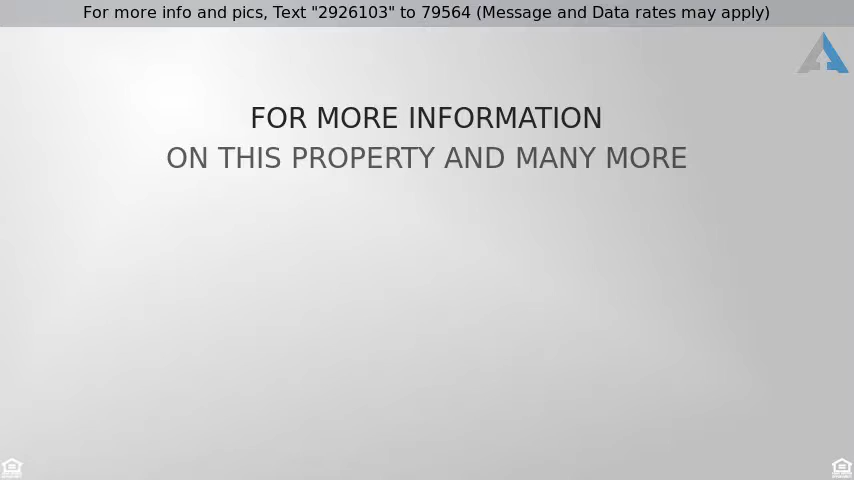 For more info and pics, Text "2926103" to 79564 (Message and Data rates may apply)
FOR MORE INFORMATION
ON THIS PROPERTY AND MANY MORE